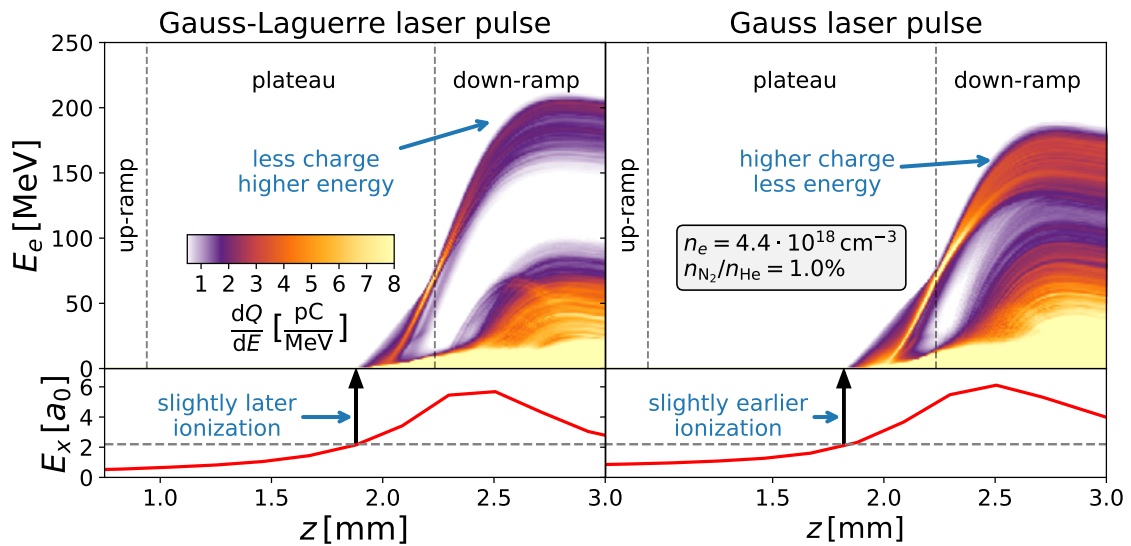 Gauss-Laguerre laser pulse
Gauss laser pulse
250
200
150
100
50
0
E_e [MeV]
up-ramp
plateau
down-ramp
less charge
higher energy
1 2 3 4 5 6 7 8
dQ/dE [pC/MeV]
up-ramp
plateau
down-ramp
higher charge
less energy
n_e = 4.4 · 10^18 cm^−3
n_N₂/n_He = 1.0%
6
4
2
0
E_x [a_0]
slightly later
ionization
slightly earlier
ionization
1.0 1.5 2.0 2.5 3.0
1.5 2.0 2.5 3.0
z [mm]
z [mm]